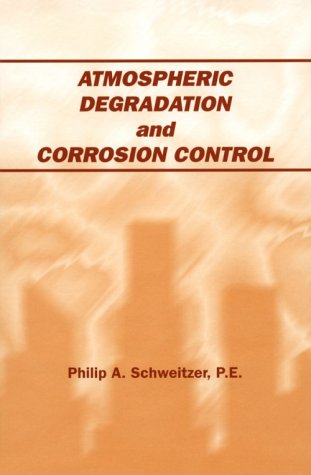 ATMOSPHERIC
DEGRADATION
and
CORROSION CONTROL
Philip A. Schweitzer, P.E.